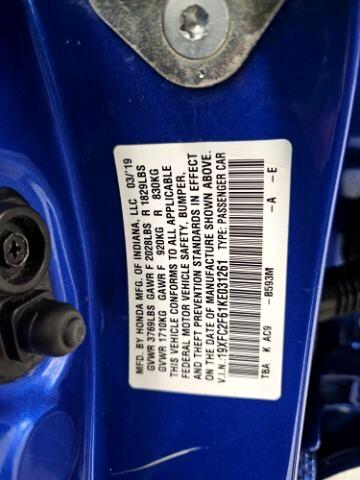 MFD. BY HONDA MFG. OF INDIANA, LLC 03/'19
GVWR 3769LBS GAWR F 2028LBS R 1829LBS
GVWR 1710KG GAWR F 920KG R 830KG
THIS VEHICLE CONFORMS TO ALL APPLICABLE
FEDERAL MOTOR VEHICLE SAFETY, BUMPER,
AND THEFT PREVENTION STANDARDS IN EFFECT
ON THE DATE OF MANUFACTURE SHOWN ABOVE.
V.I.N.:19XFC2F61KE031261 TYPE: PASSENGER CAR
-B593M -A -E
TBA K AC9